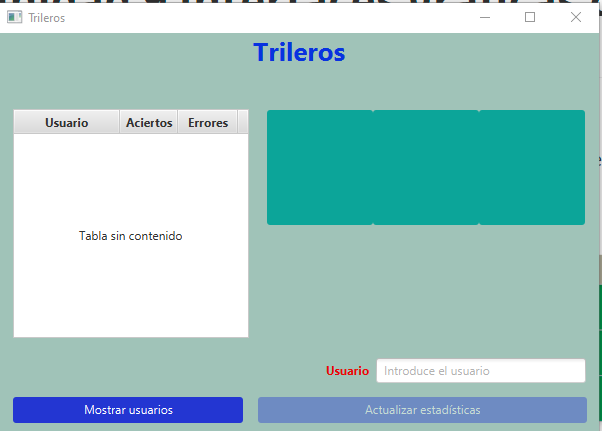 Trileros
Trileros
Usuario Aciertos Errores
Tabla sin contenido
Usuario Introduce el usuario
Mostrar usuarios Actualizar estadísticas